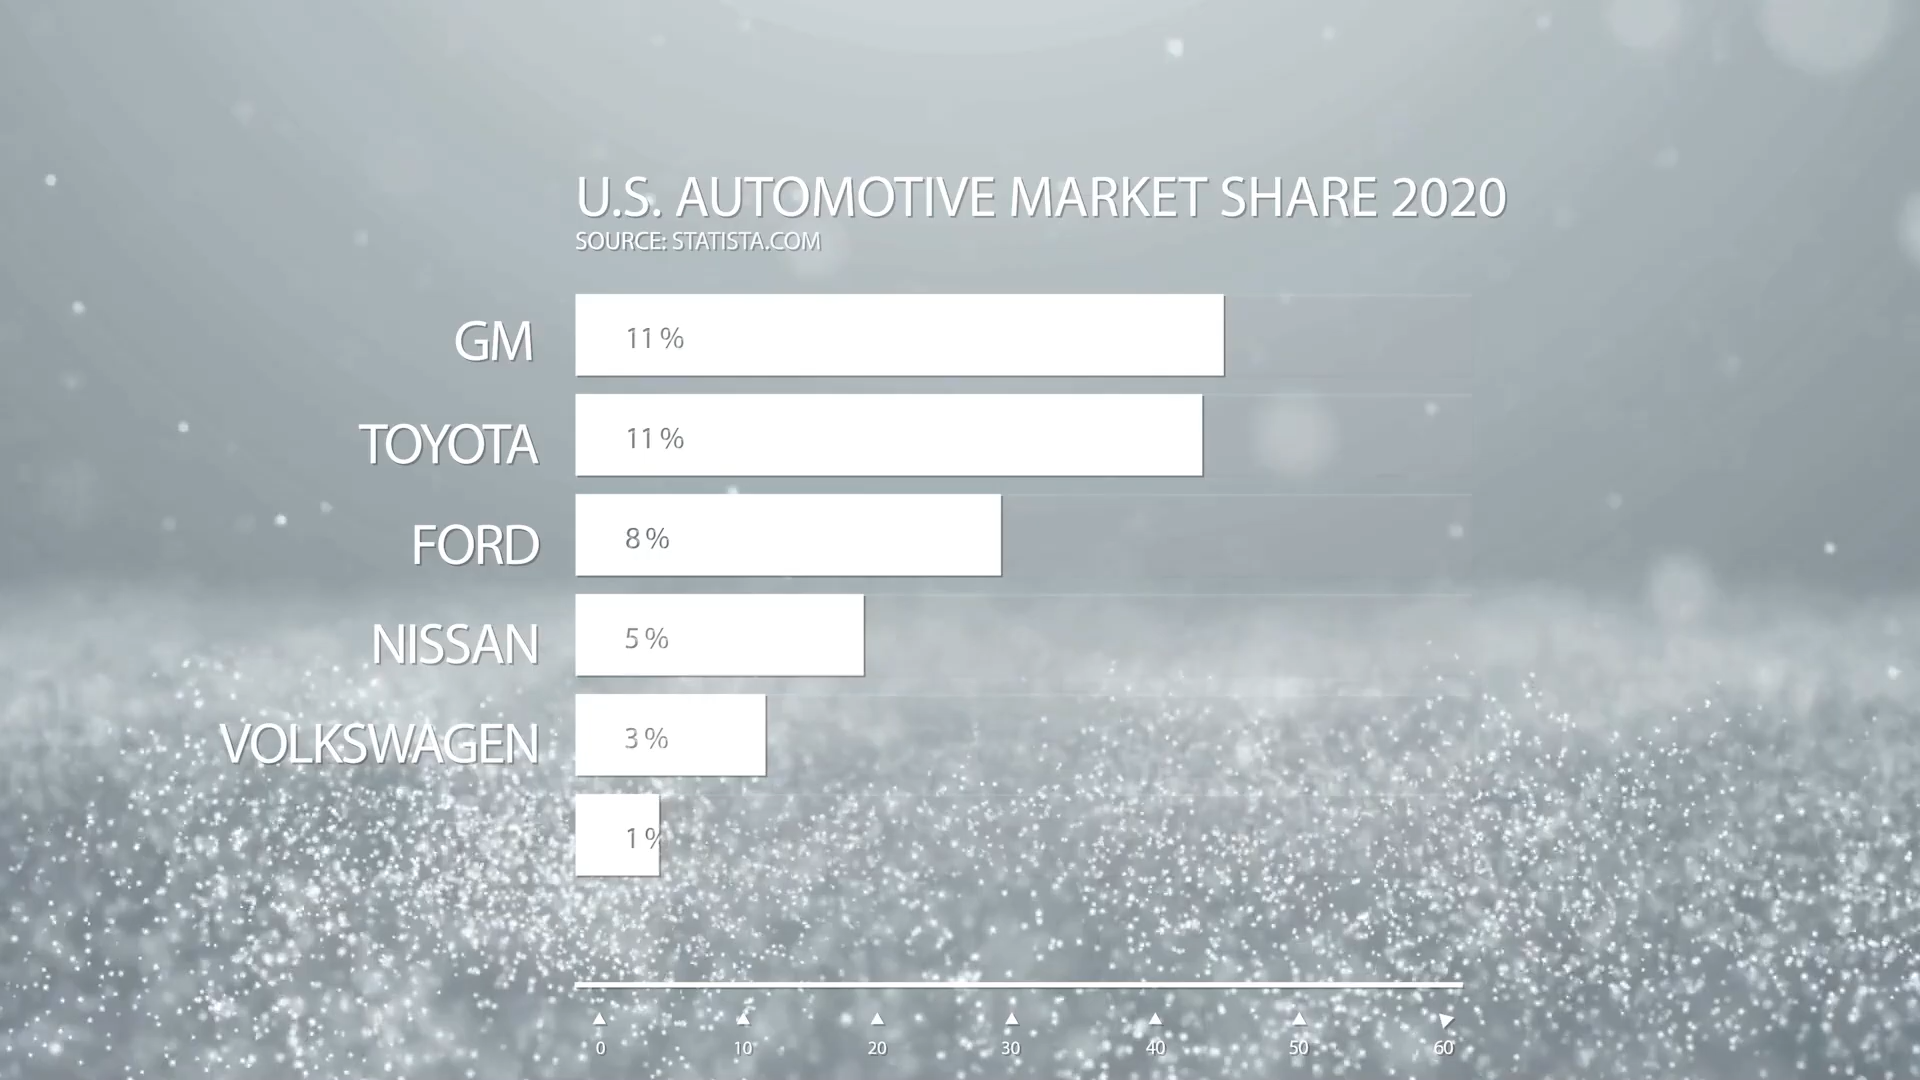 U.S. AUTOMOTIVE MARKET SHARE 2020
SOURCE: STATISTA.COM
GM 11 %
TOYOTA 11 %
FORD 8 %
NISSAN 5 %
VOLKSWAGEN 3 %
1 %
0 10 20 30 40 50 60